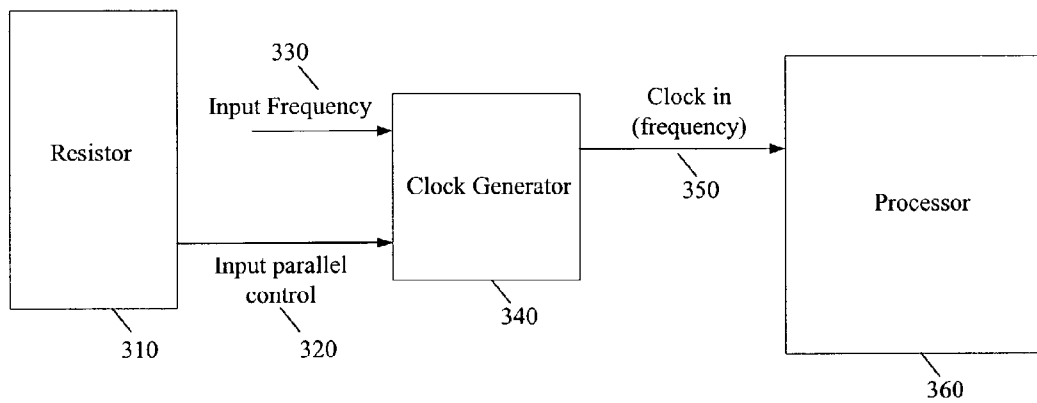 330
Input Frequency
Clock in
(frequency)
Resistor
Clock Generator
350
Processor
Input parallel
control
310
320
340
360